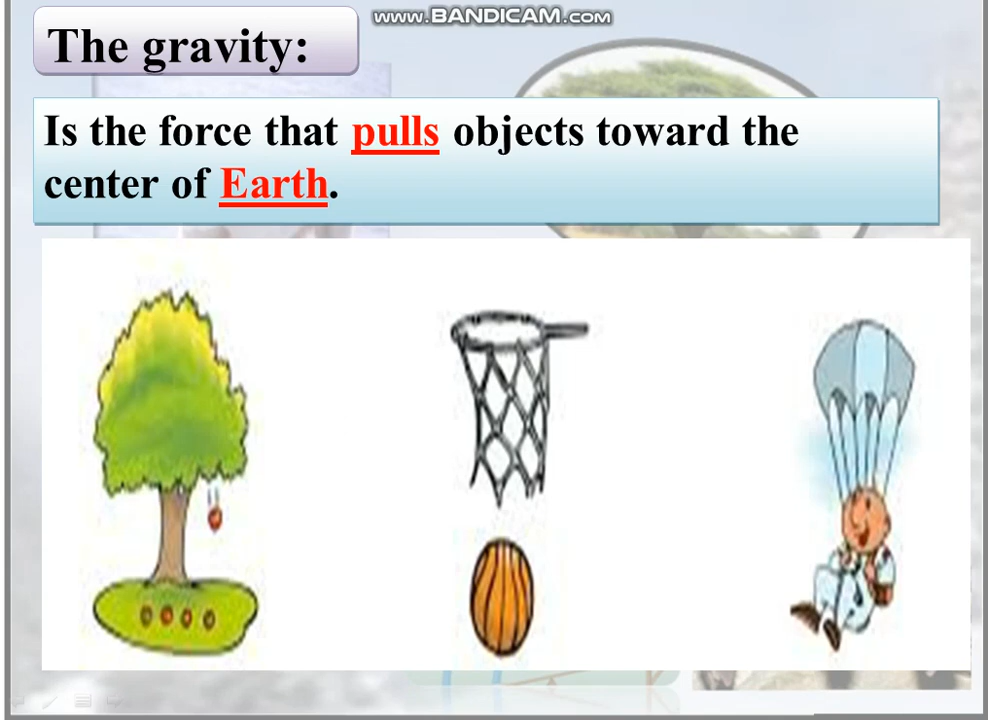 www.BANDICAM.com
The gravity:
Is the force that pulls objects toward the
center of Earth.